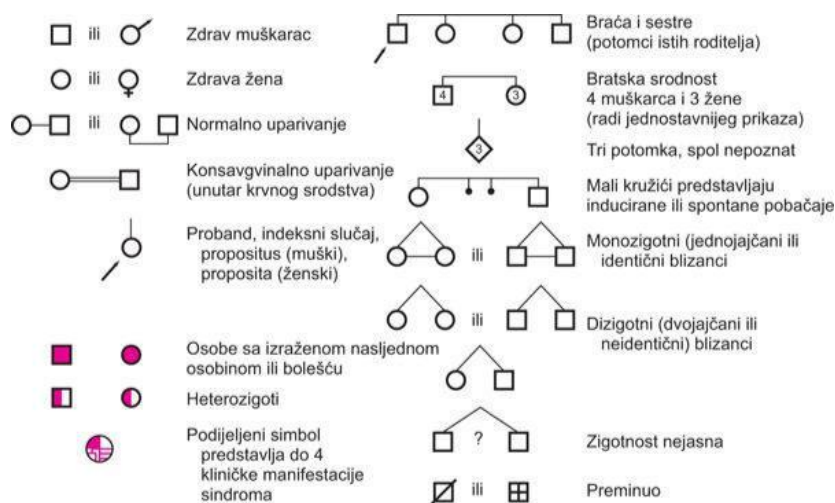 ili
Zdrav muškarac
ili
Zdrava žena
ili
Normalno uparivanje
Konsavgvinalno uparivanje
(unutar krvnog srodstva)
Proband, indeksni slučaj,
propositus (muški),
proposita (ženski)
Osobe sa izraženom nasljednom
osobinom ili bolešću
Heterozigoti
Podijeljeni simbol
predstavlja do 4
kliničke manifestacije
sindroma
Braća i sestre
(potomci istih roditelja)
4
3
Bratska srodnost
4 muškarca i 3 žene
(radi jednostavnijeg prikaza)
3
Tri potomka, spol nepoznat
Mali kružići predstavljaju
inducirane ili spontane pobačaje
ili
Monozigotni (jednojajčani ili
identični blizanci
ili
Dizigotni (dvojajčani ili
neidentični) blizanci
?
Zigotnost nejasna
ili
Preminuo